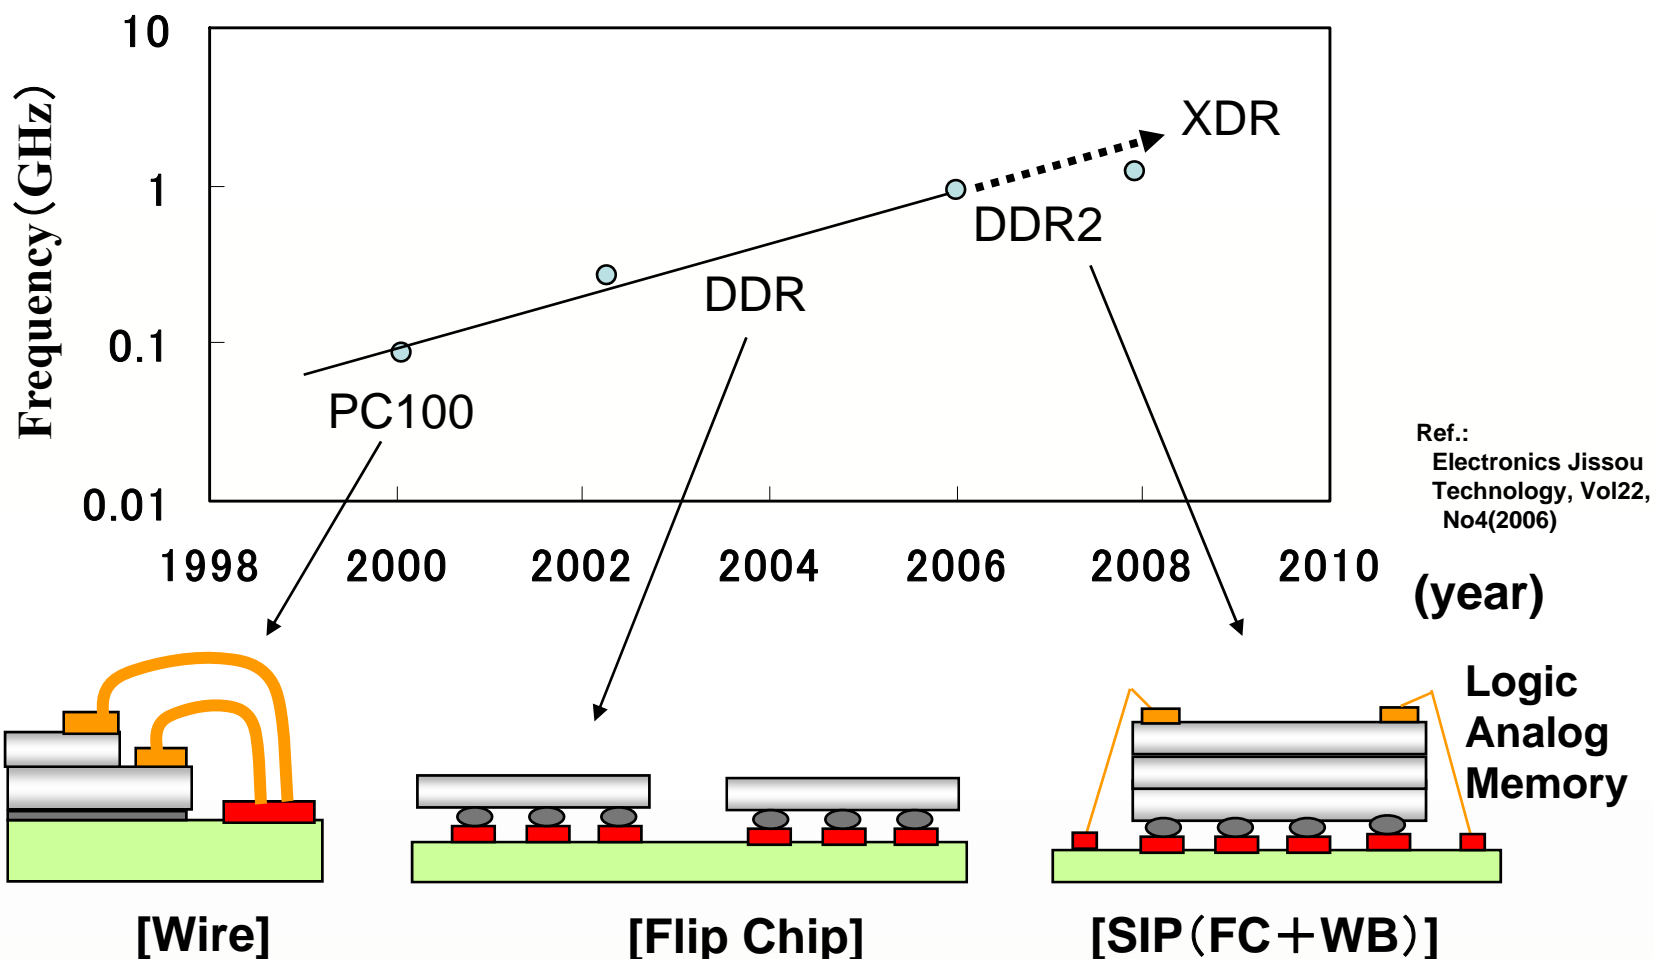 10
1
0.1
0.01
Frequency（GHz）
XDR
DDR2
DDR
PC100
1998 2000 2002 2004 2006 2008 2010
(year)
Ref.:
Electronics Jissou
Technology, Vol22,
No4(2006)
Logic
Analog
Memory
[Wire]
[Flip Chip]
[SIP（FC＋WB）]